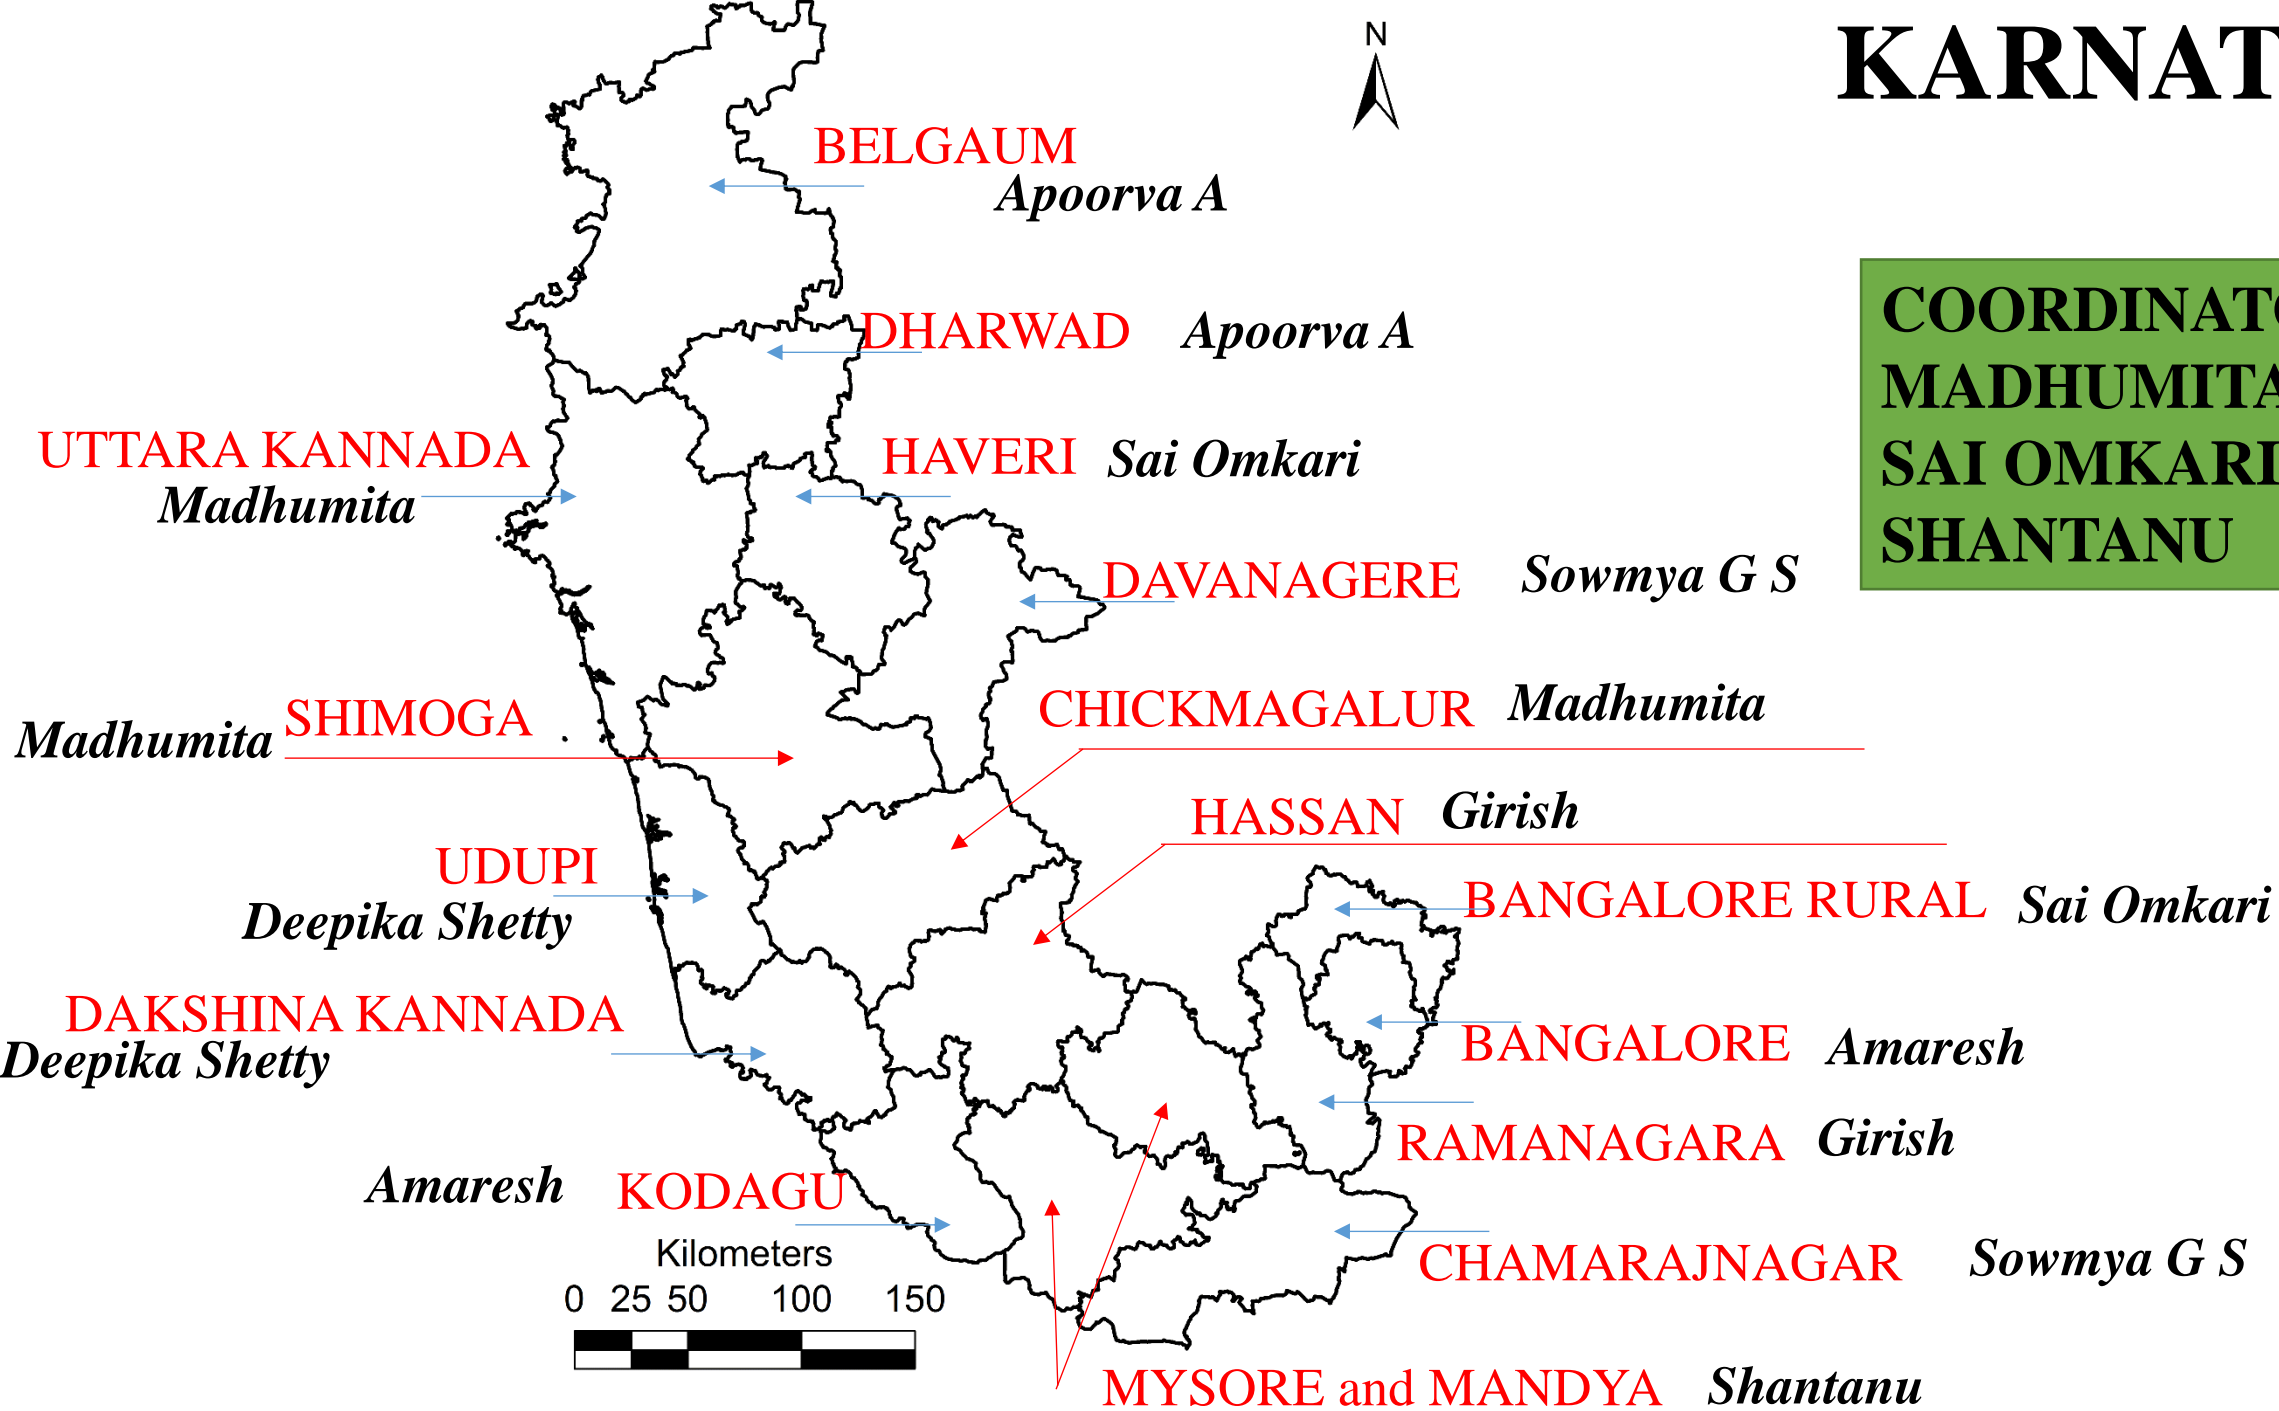 N
KARNAT
BELGAUM
Apoorva A
COORDINATO
MADHUMITA
SAI OMKARI
SHANTANU
DHARWAD Apoorva A
UTTARA KANNADA
Madhumita
HAVERI Sai Omkari
DAVANAGERE Sowmya G S
Madhumita SHIMOGA
CHICKMAGALUR Madhumita
HASSAN Girish
UDUPI
Deepika Shetty
BANGALORE RURAL Sai Omkari
DAKSHINA KANNADA
Deepika Shetty
BANGALORE Amaresh
RAMANAGARA Girish
Amaresh KODAGU
CHAMARAJNAGAR Sowmya G S
Kilometers
0 25 50 100 150
MYSORE and MANDYA Shantanu